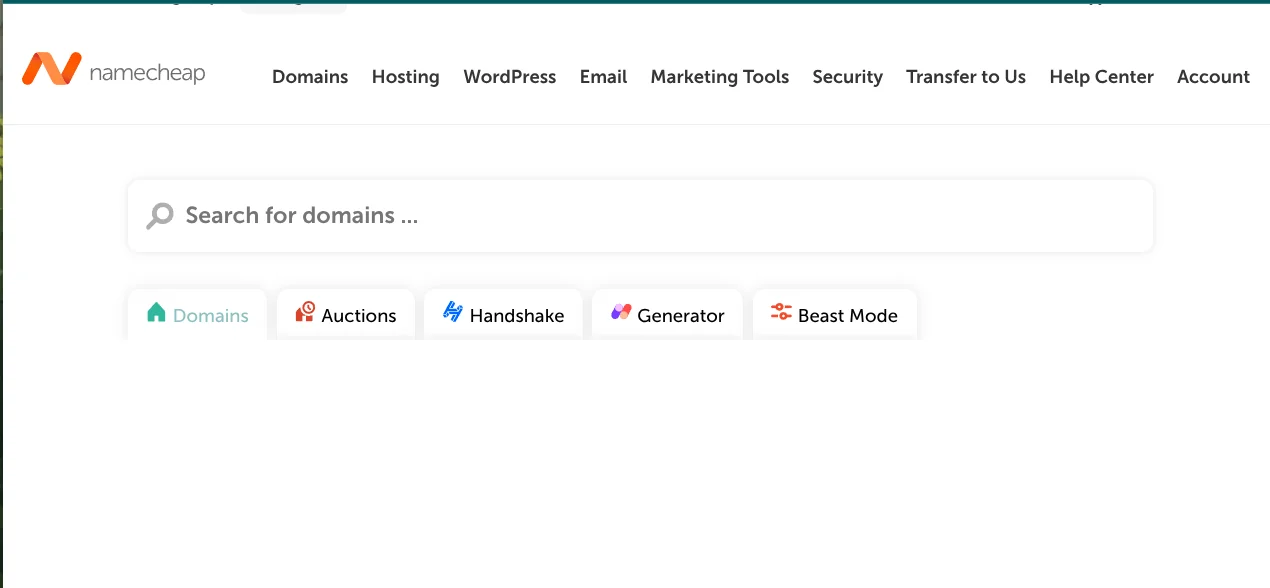 namecheap
Domains Hosting WordPress Email Marketing Tools Security Transfer to Us Help Center Account
Search for domains ...
Domains Auctions Handshake Generator Beast Mode